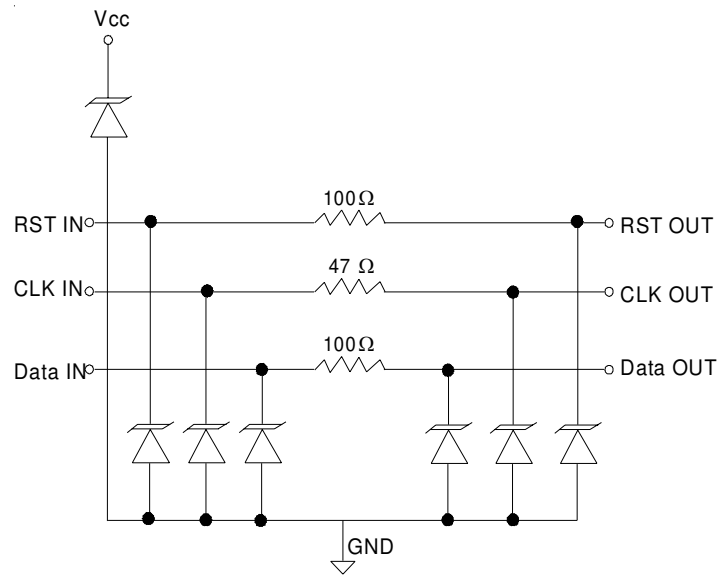 Vcc
100Ω
RST IN
RST OUT
47 Ω
CLK IN
CLK OUT
100Ω
Data IN
Data OUT
GND